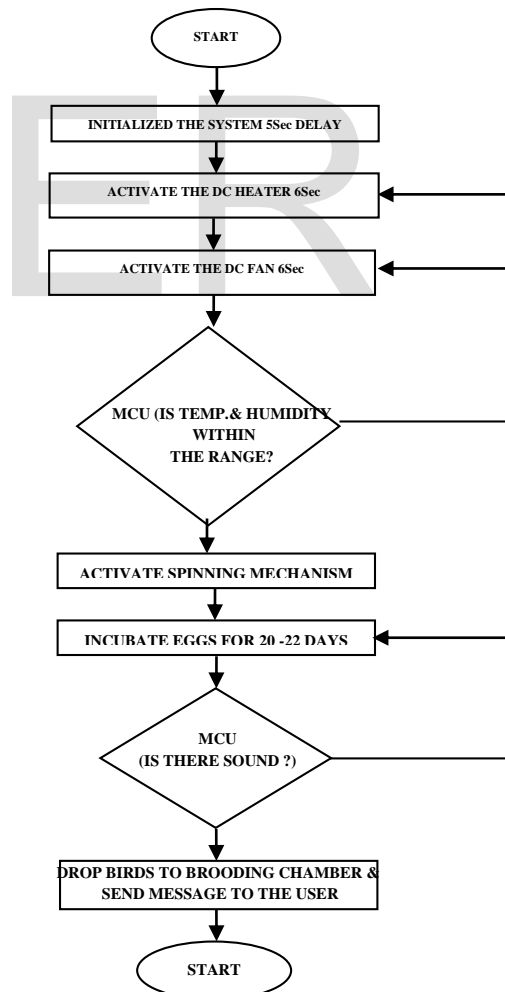 START
ER
INITIALIZED THE SYSTEM 5Sec DELAY
ACTIVATE THE DC HEATER 6Sec
ACTIVATE THE DC FAN 6Sec
MCU (IS TEMP.& HUMIDITY
WITHIN
THE RANGE?
ACTIVATE SPINNING MECHANISM
INCUBATE EGGS FOR 20 -22 DAYS
MCU
(IS THERE SOUND ?)
DROP BIRDS TO BROODING CHAMBER &
SEND MESSAGE TO THE USER
START